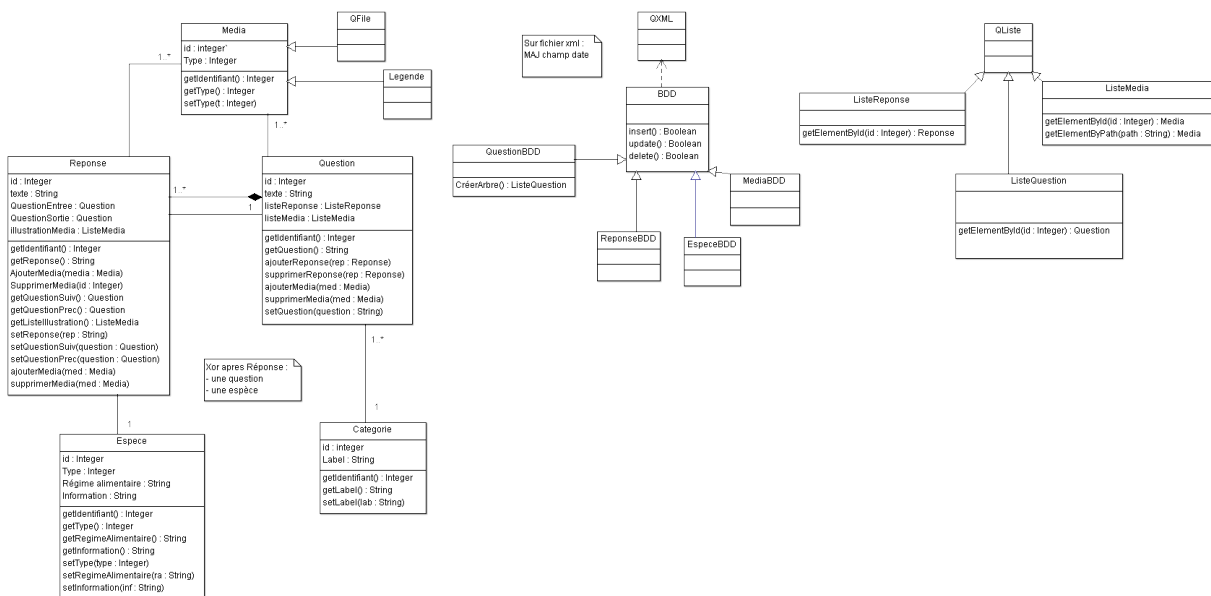 Media
id : integer`
Type : Integer
getIdentifiant() : Integer
getType() : Integer
setType(t : Integer)
QFile
Legende
1..*
1..*
Reponse
id : Integer
texte : String
QuestionEntree : Question
QuestionSortie : Question
illustrationMedia : ListeMedia
getIdentifiant() : Integer
getReponse() : String
AjouterMedia(media : Media)
SupprimerMedia(id : Integer)
getQuestionSuiv() : Question
getQuestionPrec() : Question
getListeIllustration() : ListeMedia
setReponse(rep : String)
setQuestionSuiv(question : Question)
setQuestionPrec(question : Question)
ajouterMedia(med : Media)
supprimerMedia(med : Media)
1..*
1
Question
id : Integer
texte : String
listeReponse : ListeReponse
listeMedia : ListeMedia
getIdentifiant() : Integer
getQuestion() : String
ajouterReponse(rep : Reponse)
supprimerReponse(rep : Reponse)
ajouterMedia(med : Media)
supprimerMedia(med : Media)
setQuestion(question : String)
1..*
1
Xor apres Réponse :
- une question
- une espèce
1
Espece
id : Integer
Type : Integer
Régime alimentaire : String
Information : String
getIdentifiant() : Integer
getType() : Integer
getRegimeAlimentaire() : String
getInformation() : String
setType(type : Integer)
setRegimeAlimentaire(ra : String)
setInformation(inf : String)
Categorie
id : integer
Label : String
getIdentifiant() : Integer
getLabel() : String
setLabel(lab : String)
Sur fichier xml :
MAJ champ date
QXML
BDD
insert() : Boolean
update() : Boolean
delete() : Boolean
QuestionBDD
CréerArbre() : ListeQuestion
MediaBDD
ReponseBDD
EspeceBDD
QListe
ListeReponse
getElementById(id : Integer) : Reponse
ListeMedia
getElementById(id : Integer) : Media
getElementByPath(path : String) : Media
ListeQuestion
getElementById(id : Integer) : Question